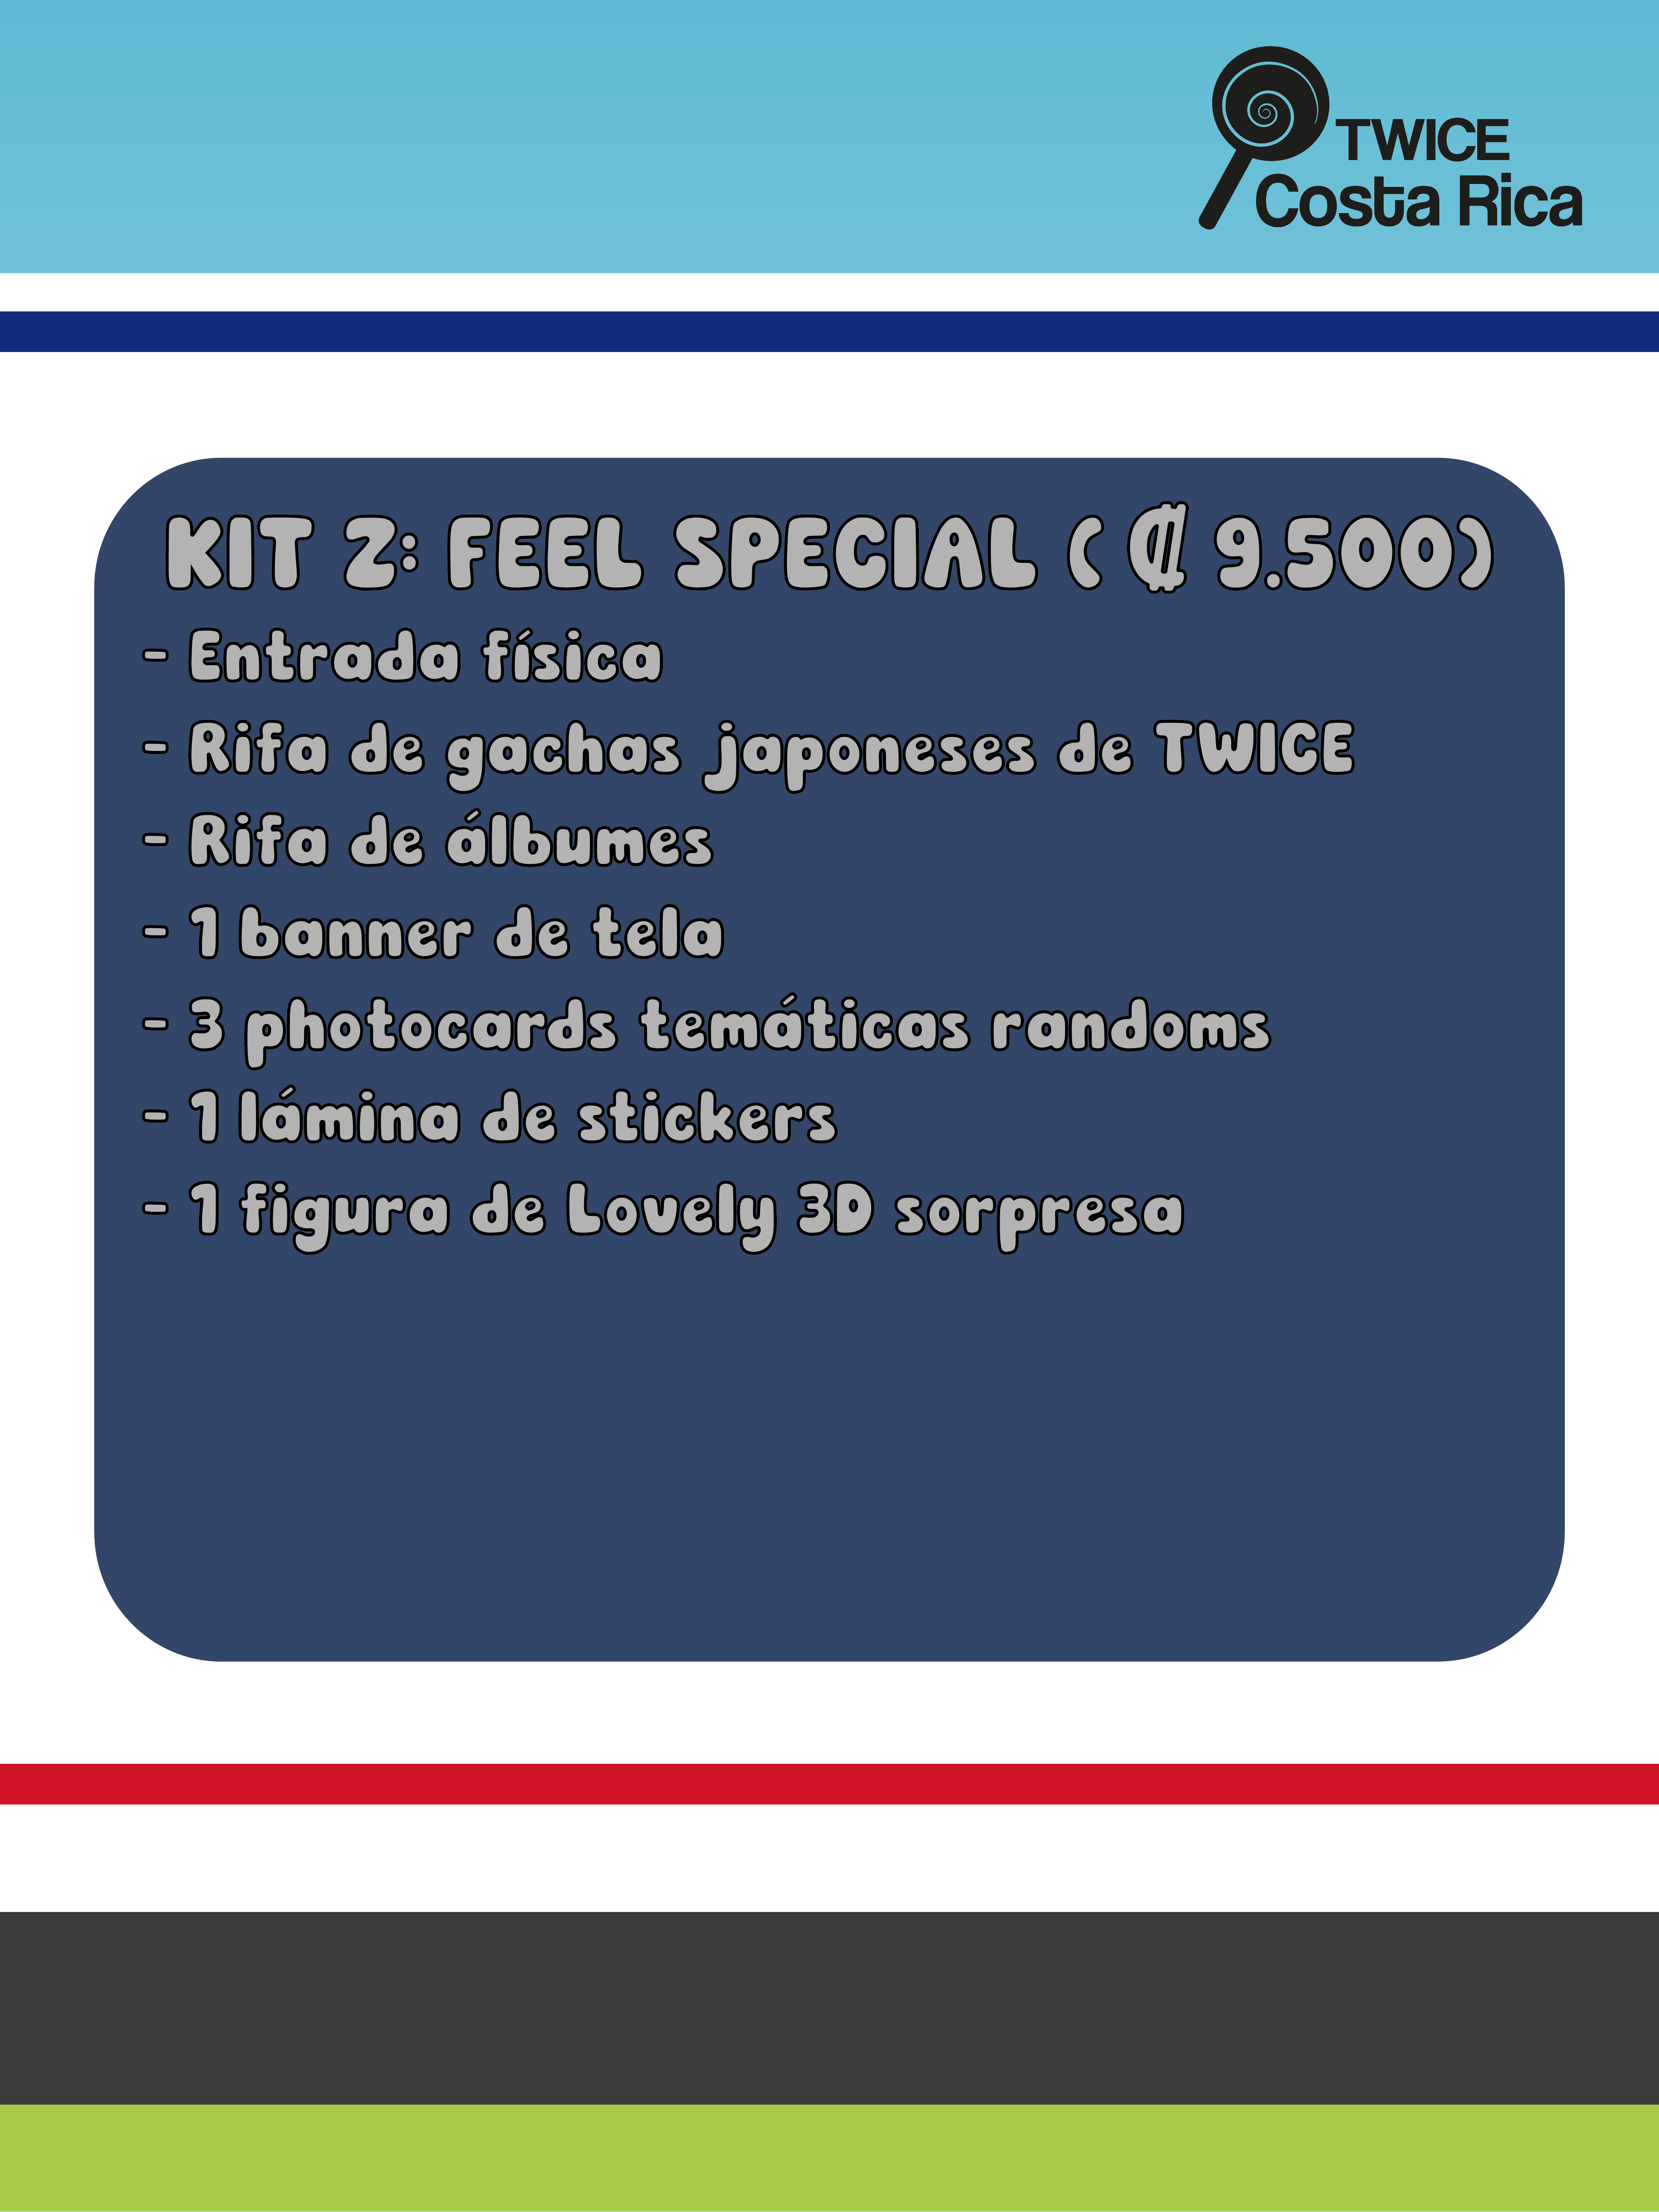 TWICE
Costa Rica
KIT 2: FEEL SPECIAL ( ₡ 9.500)
- Entrada física
- Rifa de gachas japoneses de TWICE
- Rifa de álbumes
- 1 banner de tela
- 3 photocards temáticas randoms
- 1 lámina de stickers
- 1 figura de Lovely 3D sorpresa